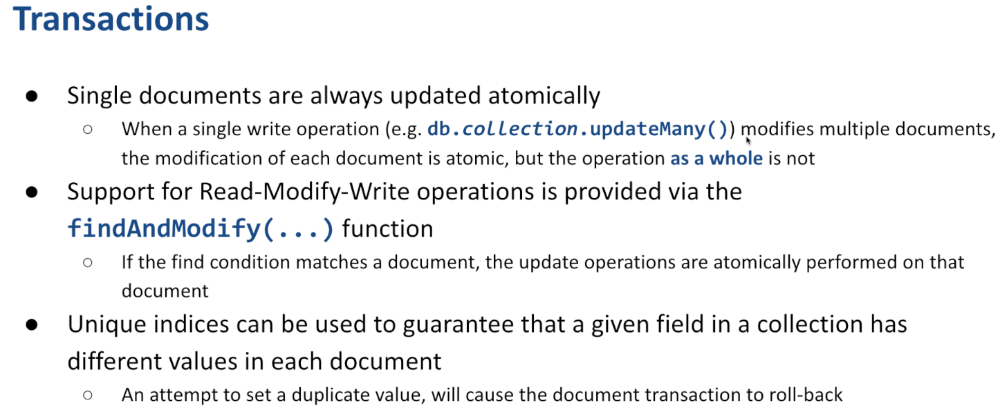 Transactions
● Single documents are always updated atomically
○ When a single write operation (e.g. db.collection.updateMany()) modifies multiple documents,
the modification of each document is atomic, but the operation as a whole is not
● Support for Read-Modify-Write operations is provided via the
findAndModify(...) function
○ If the find condition matches a document, the update operations are atomically performed on that
document
● Unique indices can be used to guarantee that a given field in a collection has
different values in each document
○ An attempt to set a duplicate value, will cause the document transaction to roll-back